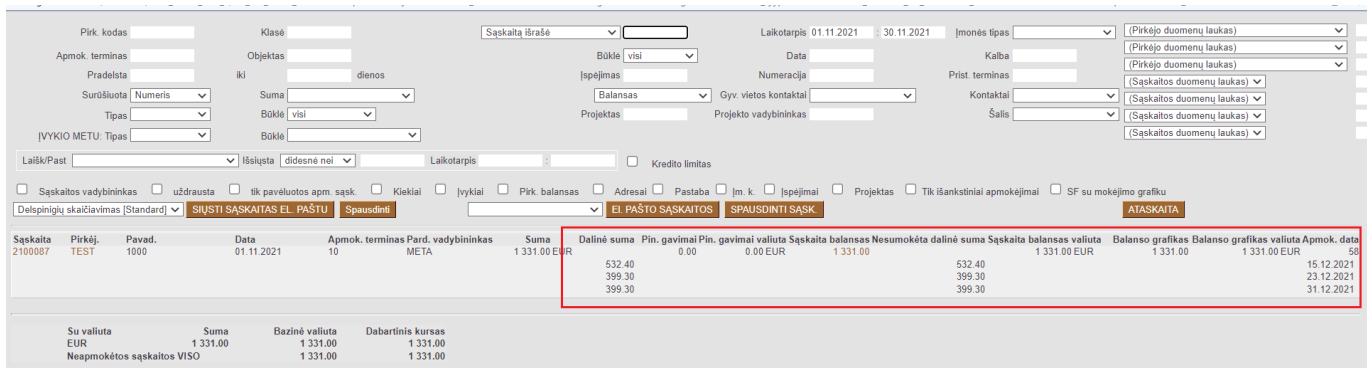 Pirk. kodas Klasė Sąskaitą išrašė Laikotarpis 01.11.2021 : 30.11.2021 Įmonės tipas (Pirkėjo duomenų laukas)
(Pirkėjo duomenų laukas)
Apmok. terminas Objektas Būklė visi Data Kalba
(Pirkėjo duomenų laukas)
Pradelsta iki dienos Įspėjimas Numeracija Prist. terminas
(Sąskaitos duomenų laukas)
Surūšiuota Numeris Suma Balansas Gyv. vietos kontaktai Kontaktai (Sąskaitos duomenų laukas)
Tipas Būklė visi Projektas Projekto vadybininkas Šalis (Sąskaitos duomenų laukas)
ĮVYKIO METU: Tipas Būklė (Sąskaitos duomenų laukas)
Laišk/Past Išsiųsta didesnė nei Laikotarpis : Kredito limitas
Sąskaitos vadybininkas uždrausta tik pavėluotos apm. sąsk. Kiekiai Įvykiai Pirk. balansas Adresai Pastaba Įm. k. Įspėjimai Projektas Tik išankstiniai apmokėjimai SF su mokėjimo grafiku
Delspinigių skaičiavimas [Standard] SIŲSTI SĄSKAITAS EL. PAŠTU Spausdinti El. PAŠTO SĄSKAITOS SPAUSDINTI SĄSK. ATASKAITA
Sąskaita Pirkėj. Pavad. Data Apmok. terminas Pard. vadybininkas Suma Dalinė suma Pin. gavimai Pin. gavimai valiuta Sąskaita balansas Nesumokėta dalinė suma Sąskaita balansas valiuta Balanso grafikas Balanso grafikas valiuta Apmok. data
2100087 TEST 1000 01.11.2021 10 META 1 331.00 EUR 0.00 0.00 EUR 1 331.00 1 331.00 EUR 1 331.00 1 331.00 EUR 58
532.40 532.40 15.12.2021
399.30 399.30 23.12.2021
399.30 399.30 31.12.2021
Su valiuta Suma Bazinė valiuta Dabartinis kursas
EUR 1 331.00 1 331.00 1 331.00
Neapmokėtos sąskaitos VISO 1 331.00 1 331.00